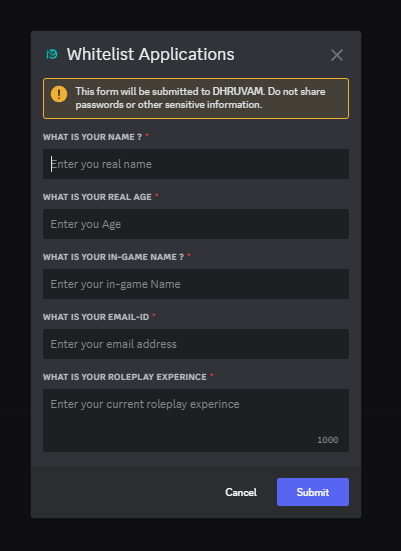 Whitelist Applications
This form will be submitted to DHRUVAM. Do not share
passwords or other sensitive information.
WHAT IS YOUR NAME ? *
Enter you real name
WHAT IS YOUR REAL AGE *
Enter you Age
WHAT IS YOUR IN-GAME NAME ? *
Enter your in-game Name
WHAT IS YOUR EMAIL-ID *
Enter your email address
WHAT IS YOUR ROLEPLAY EXPERINCE *
Enter your current roleplay experince
1000
Cancel Submit